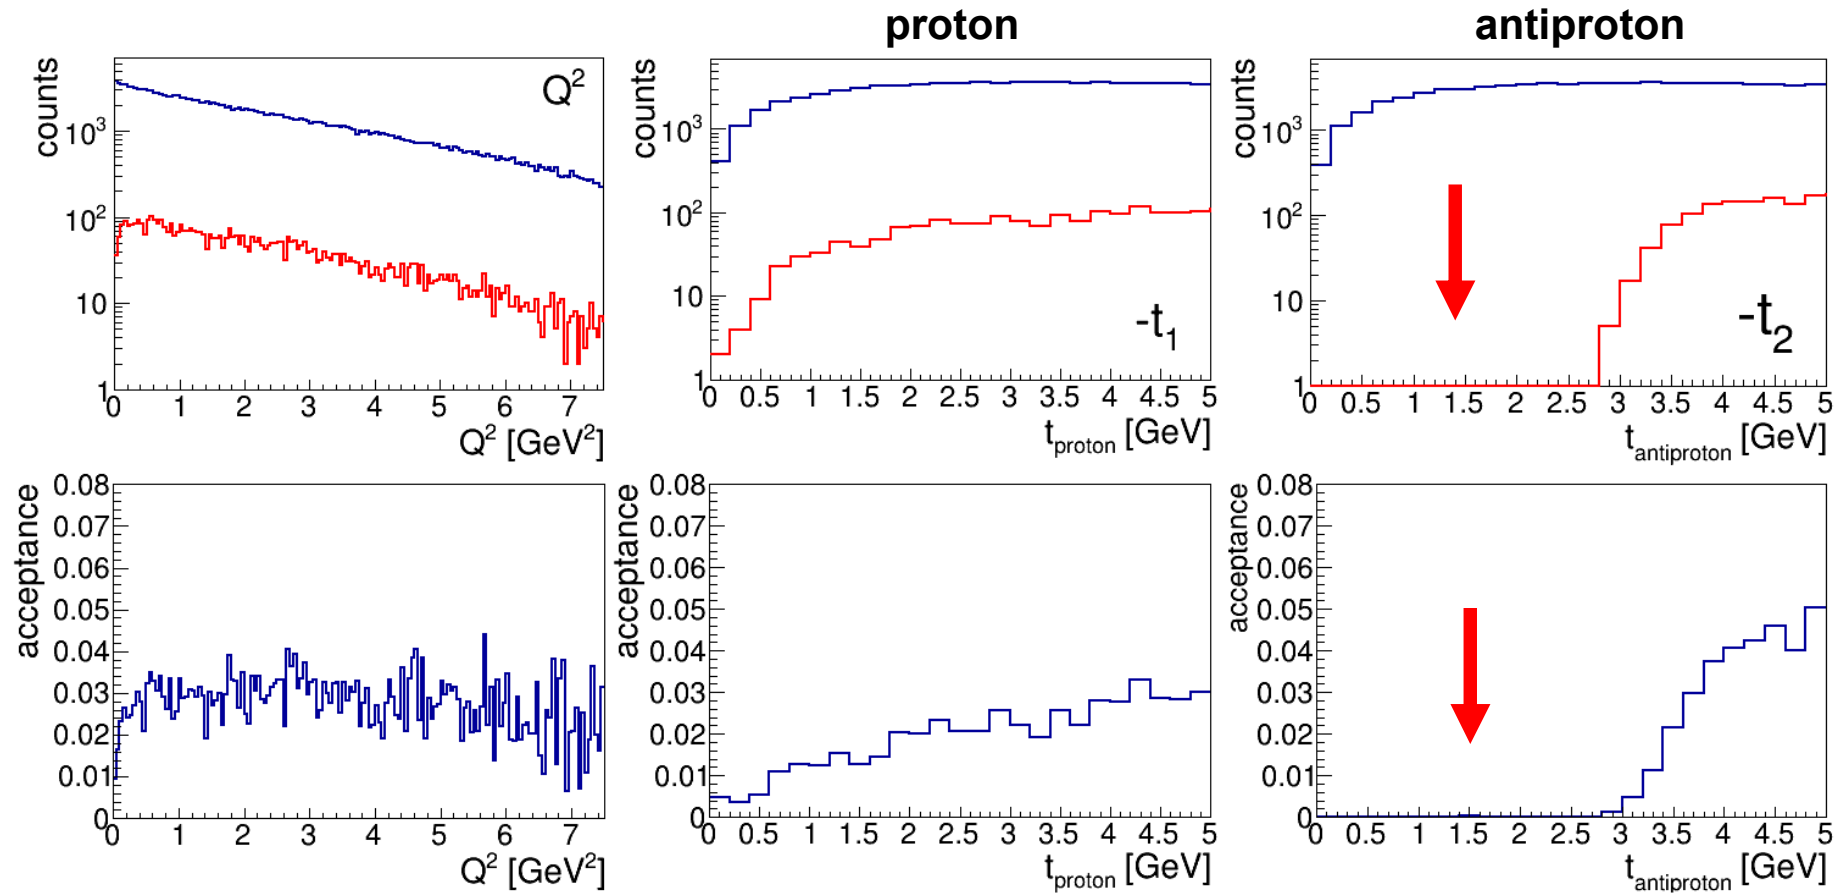 proton
antiproton
counts
10³
10²
10
1
Q²
0 1 2 3 4 5 6 7
Q² [GeV²]
counts
10³
10²
10
1
-t₁
0 0.5 1 1.5 2 2.5 3 3.5 4 4.5 5
t_proton [GeV]
counts
10³
10²
10
1
-t₂
0 0.5 1 1.5 2 2.5 3 3.5 4 4.5 5
t_antiproton [GeV]
acceptance
0.08
0.07
0.06
0.05
0.04
0.03
0.02
0.01
0
0 1 2 3 4 5 6 7
Q² [GeV²]
acceptance
0.08
0.07
0.06
0.05
0.04
0.03
0.02
0.01
0
0 0.5 1 1.5 2 2.5 3 3.5 4 4.5 5
t_proton [GeV]
acceptance
0.08
0.07
0.06
0.05
0.04
0.03
0.02
0.01
0
0 0.5 1 1.5 2 2.5 3 3.5 4 4.5 5
t_antiproton [GeV]